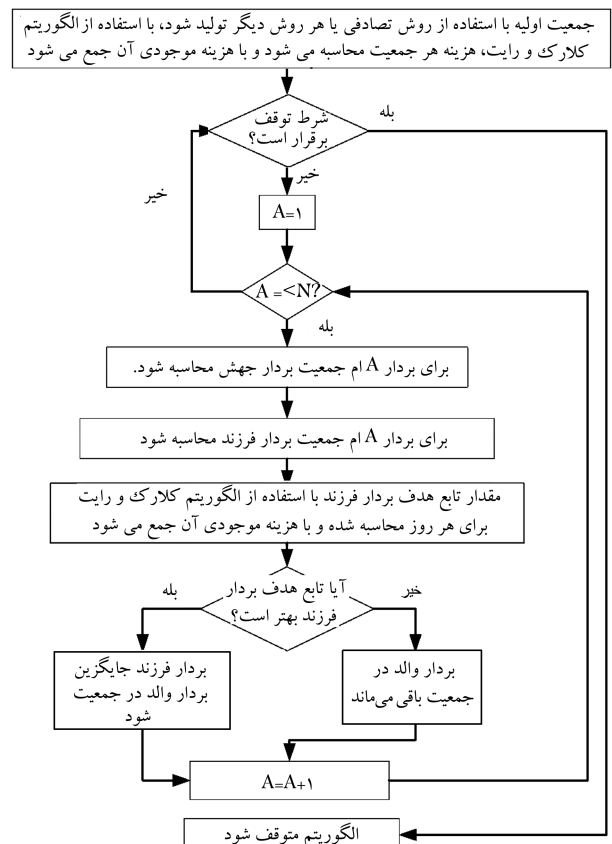 جمعیت اولیه با استفاده از روش تصادفی یا هر روش دیگر تولید شود، با استفاده از الگوریتم
کلارک و رایت، هزینه هر جمعیت محاسبه می شود و با هزینه موجودی آن جمع می شود
شرط توقف
برقرار است؟
بله
خیر
خیر
A=۱
A =<N?
بله
برای بردار A ام جمعیت بردار جهش محاسبه شود.
برای بردار A ام جمعیت بردار فرزند محاسبه شود
مقدار تابع هدف بردار فرزند با استفاده از الگوریتم کلارک و رایت
برای هر روز محاسبه شده و با هزینه موجودی آن جمع می شود
آیا تابع هدف بردار
فرزند بهتر است؟
خیر
بله
بردار والد در
جمعیت باقی می‌ماند
بردار فرزند جایگزین
بردار والد در جمعیت
شود
A=A+۱
الگوریتم متوقف شود